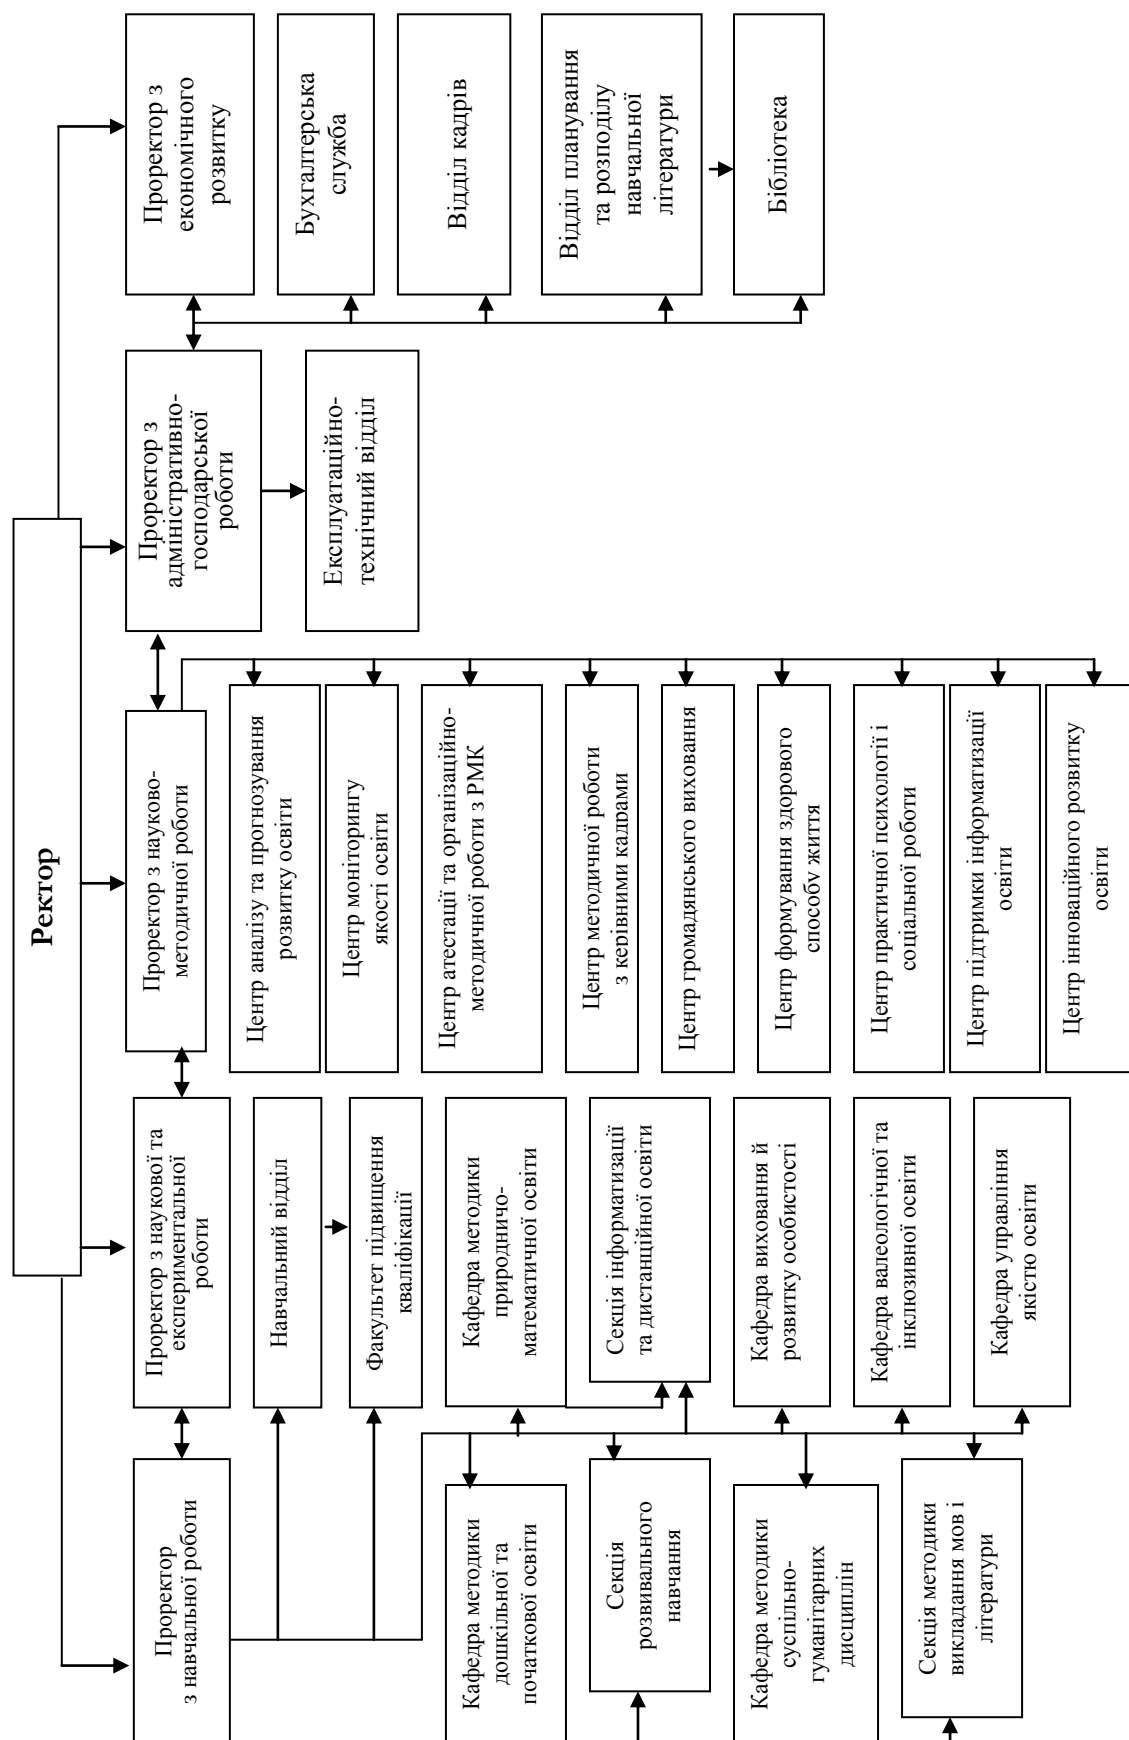 Ректор
Проректор
з навчальної роботи
Проректор з наукової та
експериментальної
роботи
Проректор з науково-
методичної роботи
Проректор з
адміністративно-
господарської
роботи
Проректор з
економічного
розвитку
Навчальний відділ
Факультет підвищення
кваліфікації
Кафедра методики
дошкільної та
початкової освіти
Секція
розвивального
навчання
Кафедра методики
суспільно-
гуманітарних
дисциплін
Секція методики
викладання мов і
літератури
Кафедра методики
природничо-
математичної освіти
Секція інформатизації
та дистанційної освіти
Кафедра виховання й
розвитку особистості
Кафедра валеологічної та
інклюзивної освіти
Кафедра управління
якістю освіти
Центр аналізу та прогнозування
розвитку освіти
Центр моніторингу
якості освіти
Центр атестації та організаційно-
методичної роботи з РМК
Центр методичної роботи
з керівними кадрами
Центр громадянського виховання
Центр формування здорового
способу життя
Центр практичної психології і
соціальної роботи
Центр підтримки інформатизації
освіти
Центр інноваційного розвитку
освіти
Експлуатаційно-
технічний відділ
Бухгалтерська
служба
Відділ кадрів
Відділ планування
та розподілу
навчальної
літератури
Бібліотека